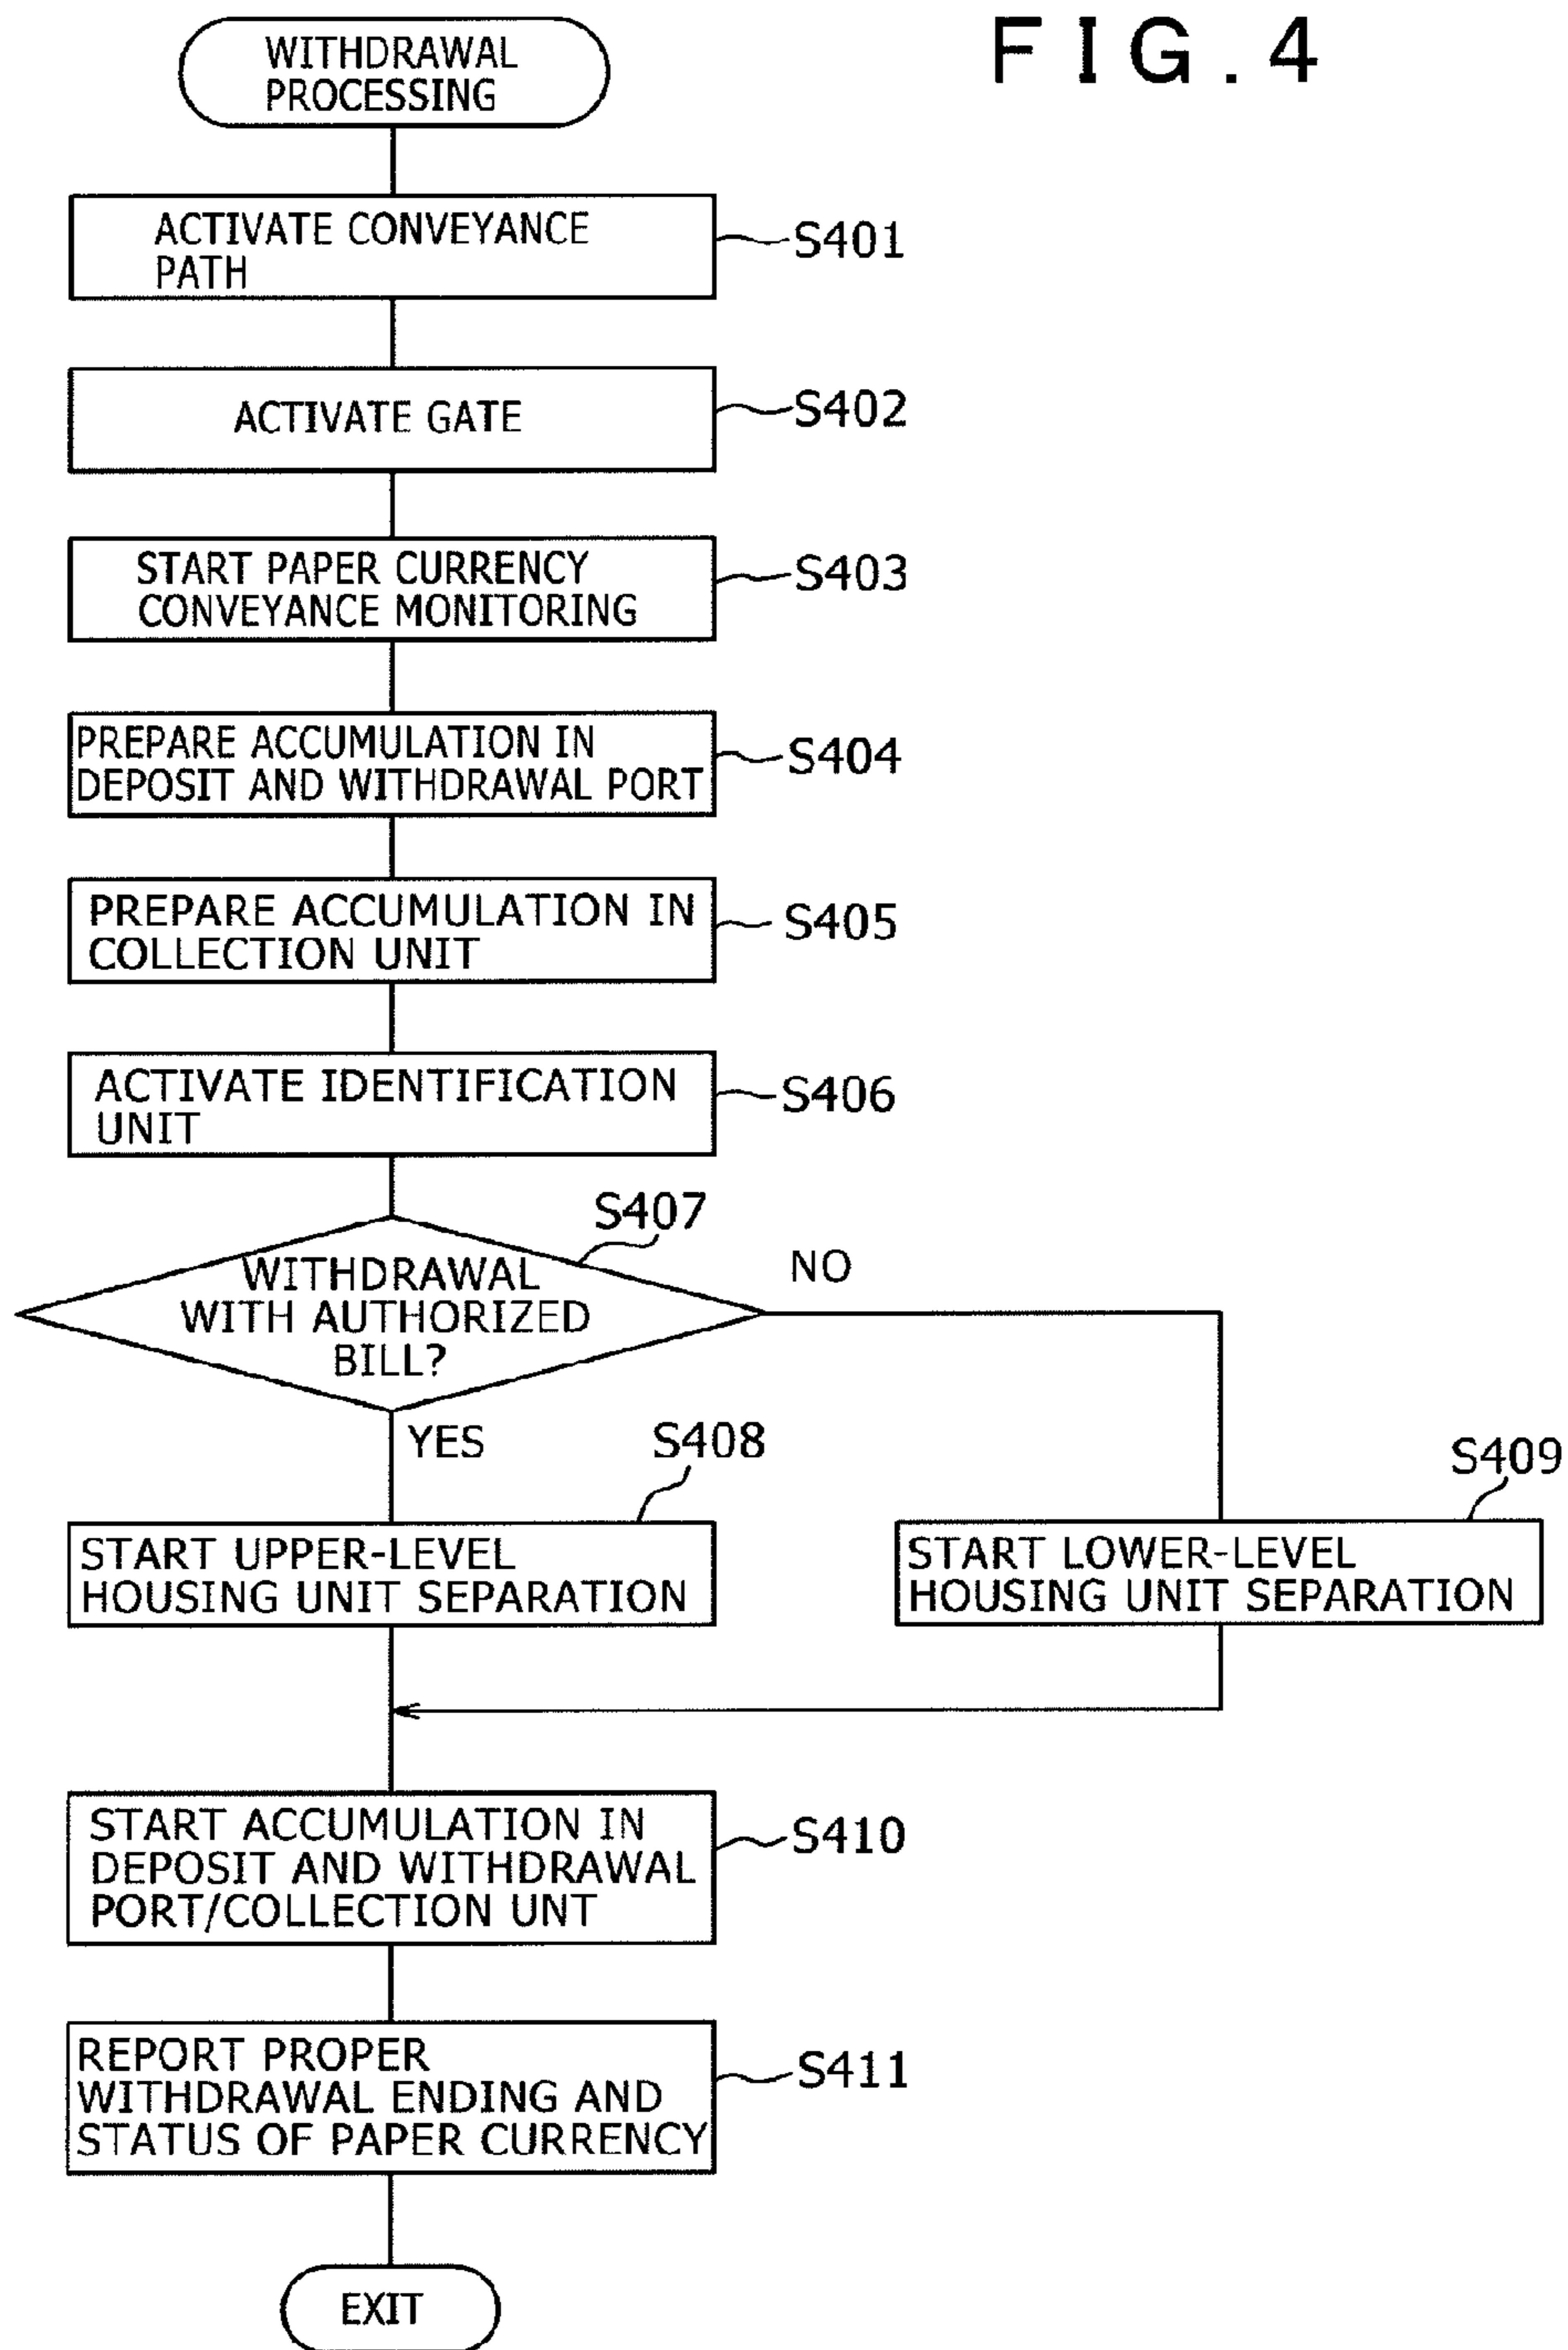 FIG.4
WITHDRAWAL
PROCESSING
ACTIVATE CONVEYANCE
PATH
S401
ACTIVATE GATE
S402
START PAPER CURRENCY
CONVEYANCE MONITORING
S403
PREPARE ACCUMULATION IN
DEPOSIT AND WITHDRAWAL PORT
S404
PREPARE ACCUMULATION IN
COLLECTION UNIT
S405
ACTIVATE IDENTIFICATION
UNIT
S406
S407
WITHDRAWAL
WITH AUTHORIZED
BILL?
NO
YES
S408
START UPPER-LEVEL
HOUSING UNIT SEPARATION
S409
START LOWER-LEVEL
HOUSING UNIT SEPARATION
START ACCUMULATION IN
DEPOSIT AND WITHDRAWAL
PORT/COLLECTION UNT
S410
REPORT PROPER
WITHDRAWAL ENDING AND
STATUS OF PAPER CURRENCY
S411
EXIT